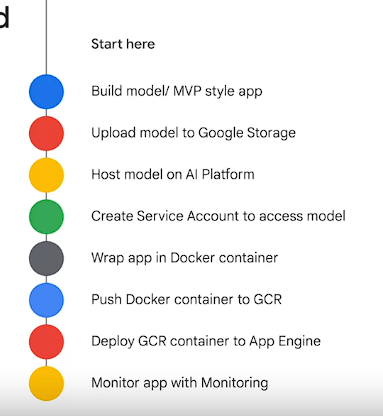 d
Start here
Build model/ MVP style app
Upload model to Google Storage
Host model on AI Platform
Create Service Account to access model
Wrap app in Docker container
Push Docker container to GCR
Deploy GCR container to App Engine
Monitor app with Monitoring